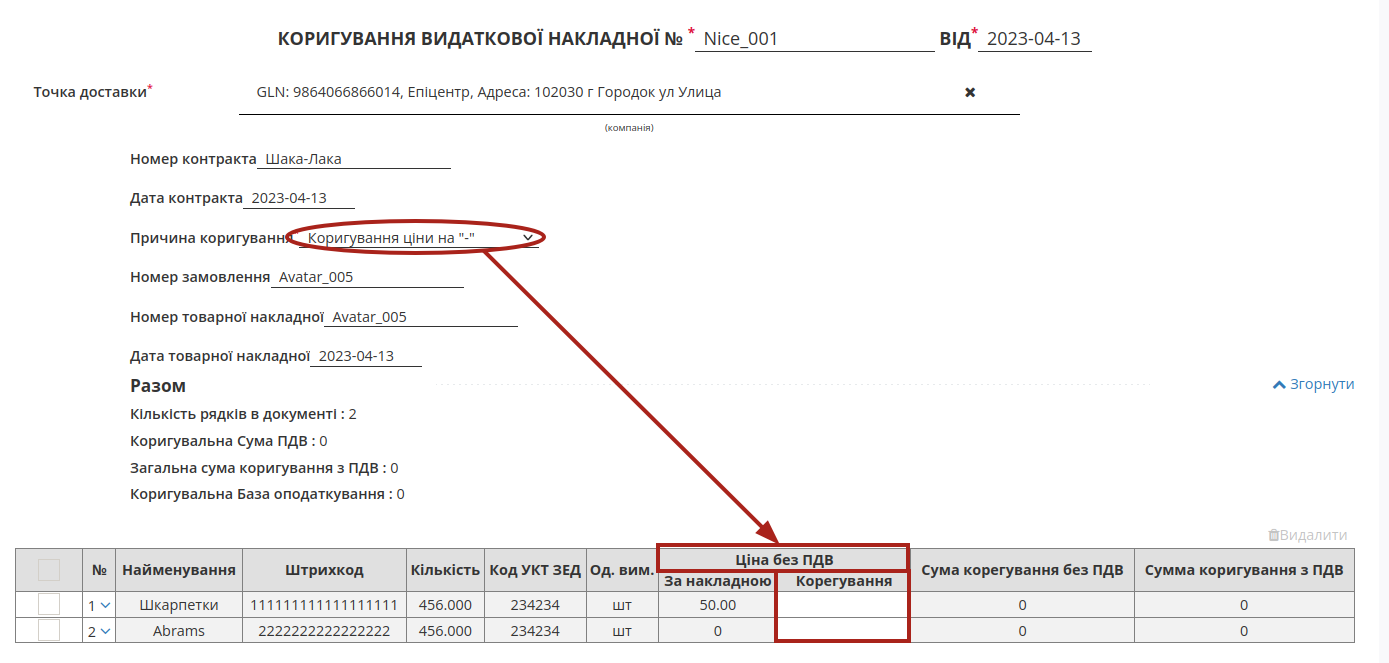 КОРИГУВАННЯ ВИДАТКОВОЇ НАКЛАДНОЇ № * Nice_001 ВІД* 2023-04-13
Точка доставки* GLN: 9864066866014, Епіцентр, Адреса: 102030 г Городок ул Улица ✖
(компанія)
Номер контракта Шака-Лака
Дата контракта 2023-04-13
Причина коригування* Коригування ціни на "-"
Номер замовлення Avatar_005
Номер товарної накладної Avatar_005
Дата товарної накладної 2023-04-13
Разом Згорнути
Кількість рядків в документі : 2
Коригувальна Сума ПДВ : 0
Загальна сума коригування з ПДВ : 0
Коригувальна База оподаткування : 0
Видалити
№ Найменування Штрихкод Кількість Код УКТ ЗЕД Од. вим. Ціна без ПДВ Сума корегування без ПДВ Сумма коригування з ПДВ
За накладною Корегування
1 Шкарпетки 111111111111111111 456.000 234234 шт 50.00 0 0
2 Abrams 2222222222222222 456.000 234234 шт 0 0 0